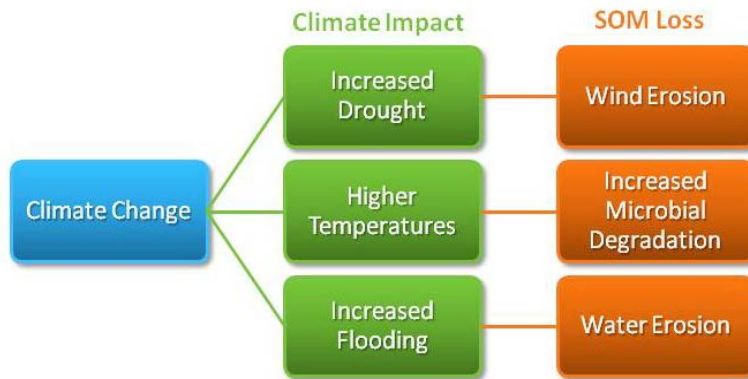 Climate Impact
SOM Loss
Increased
Drought
Wind Erosion
Climate Change
Higher
Temperatures
Increased
Microbial
Degradation
Increased
Flooding
Water Erosion